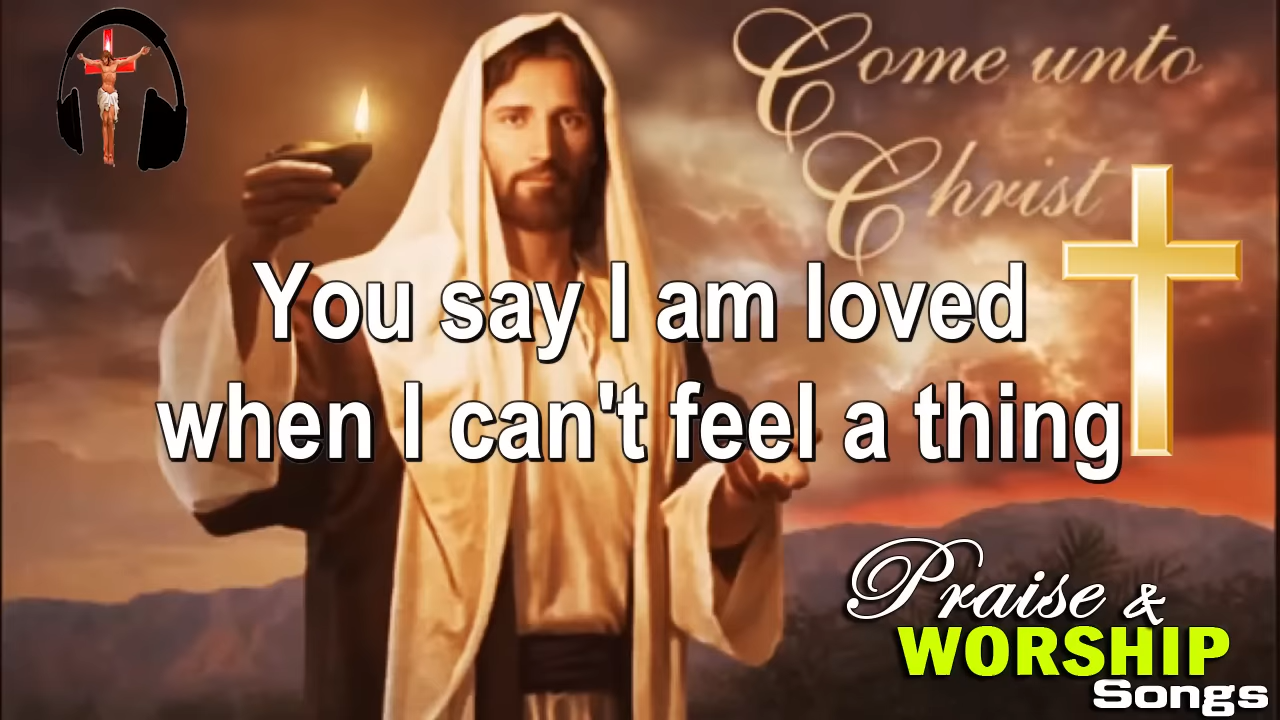 Come unto
Christ
You say I am loved
when I can't feel a thing
Praise &
WORSHIP
Songs